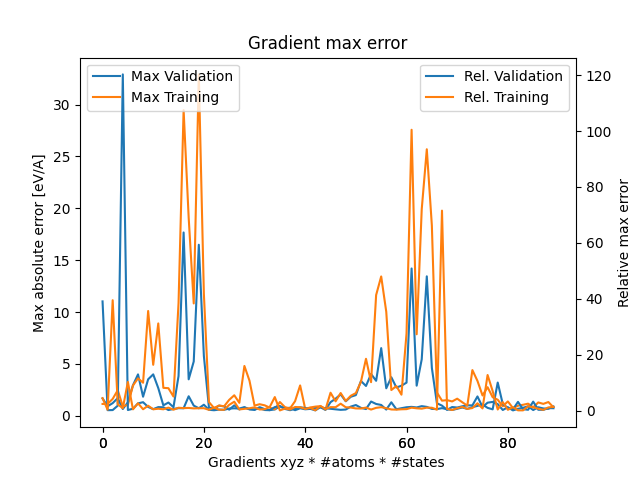 Gradient max error
Max Validation
Max Training
Rel. Validation
Rel. Training
Max absolute error [eV/A]
30
25
20
15
10
5
0
120
100
80
60
40
20
0
Relative max error
0 20 40 60 80
Gradients xyz * #atoms * #states